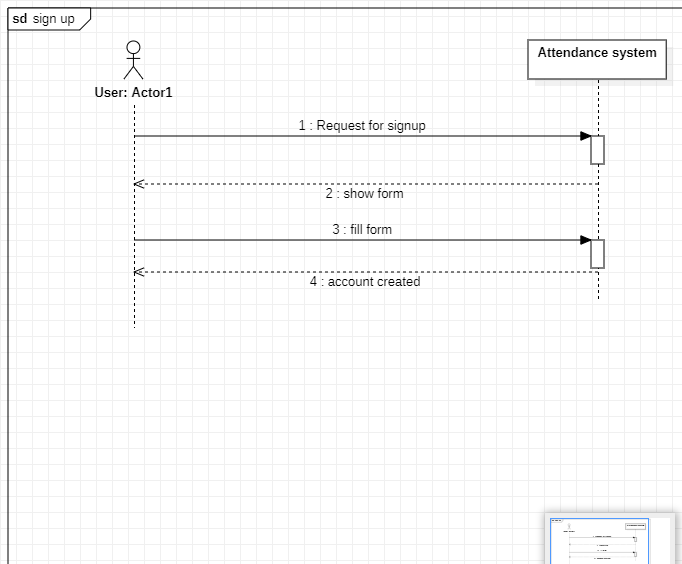 sd sign up
Attendance system
User: Actor1
1 : Request for signup
2 : show form
3 : fill form
4 : account created